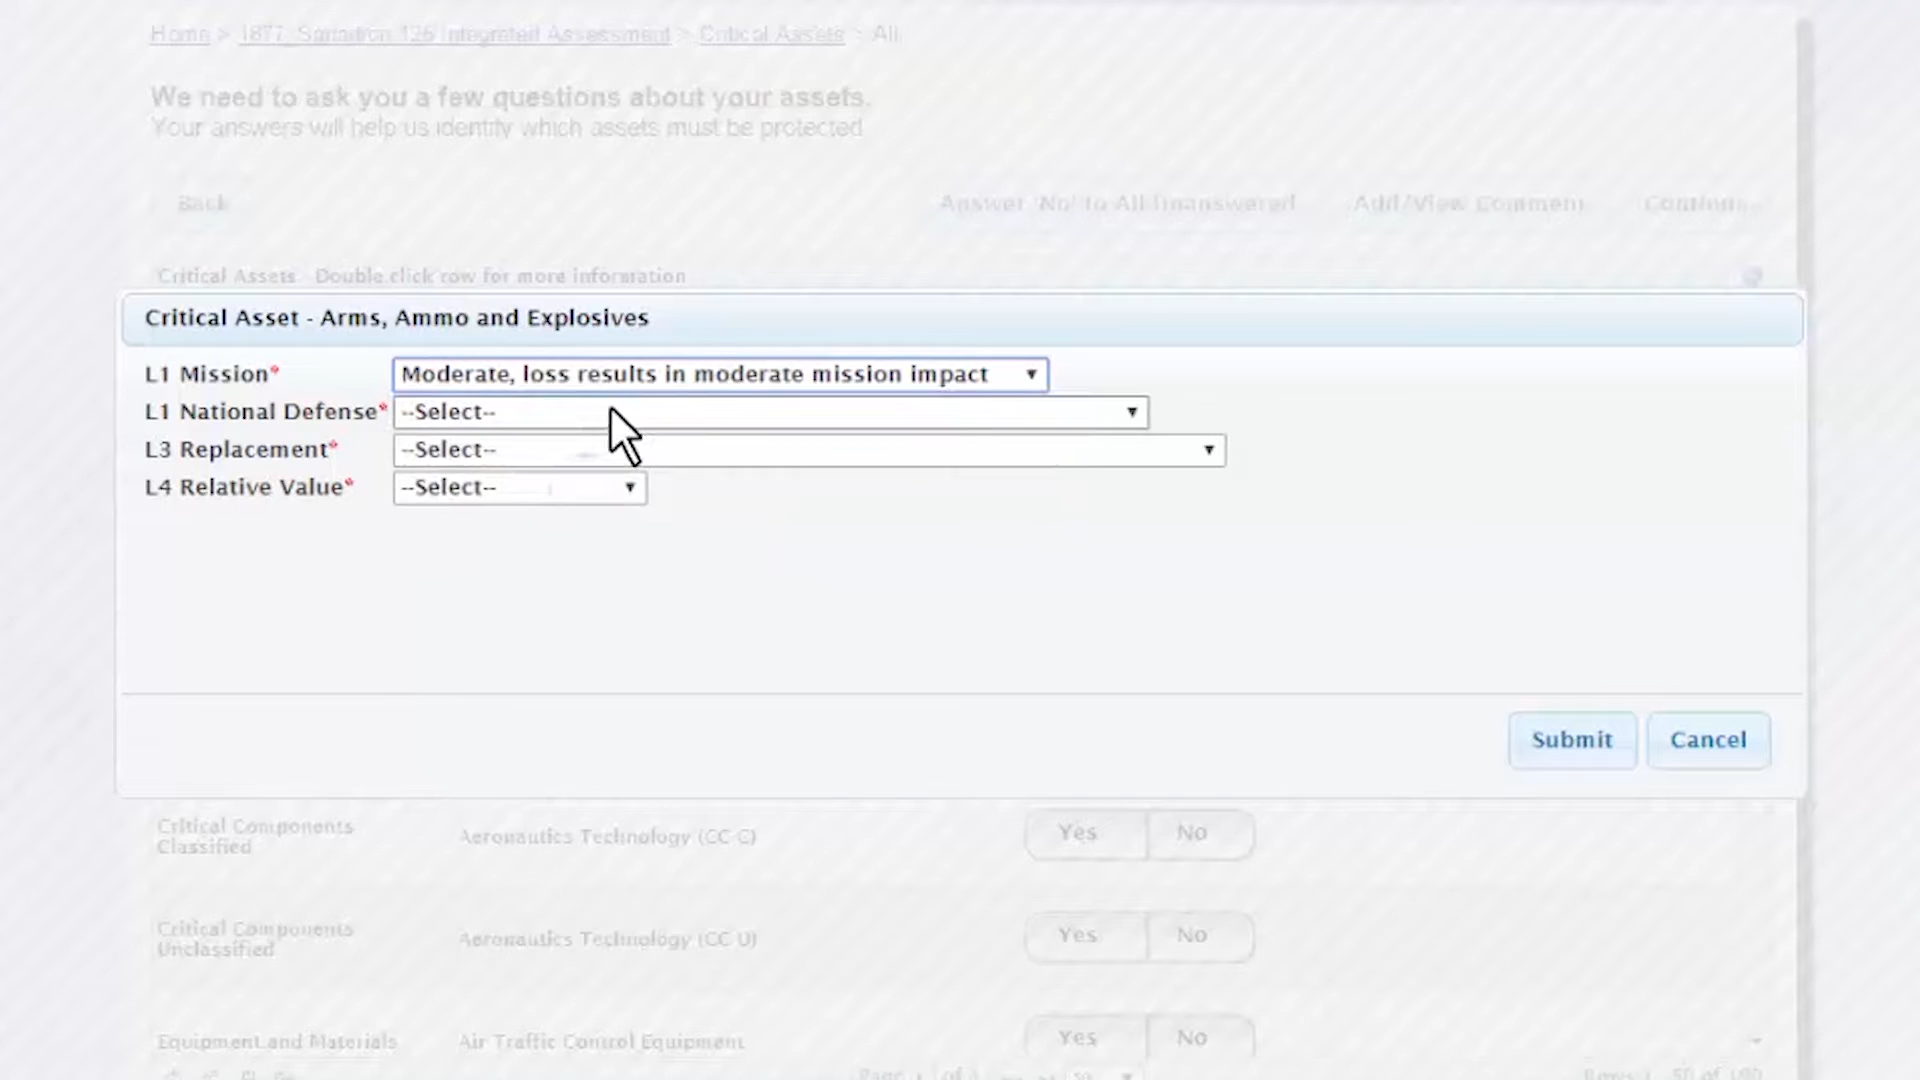 Home > 1877, Squadron 126 Integrated Assessment > Critical Assets > All
We need to ask you a few questions about your assets.
Your answers will help us identify which assets must be protected
Back
Answer 'No' to All Unanswered
Add/View Comment
Continue
Critical Assets - Double click row for more information
Critical Asset - Arms, Ammo and Explosives
L1 Mission* Moderate, loss results in moderate mission impact
L1 National Defense* --Select--
L3 Replacement* --Select--
L4 Relative Value* --Select--
Submit Cancel
Critical Components
Classified
Aeronautics Technology (CC C)
Yes No
Critical Components
Unclassified
Aeronautics Technology (CC U)
Yes No
Equipment and Materials
Air Traffic Control Equipment
Yes No